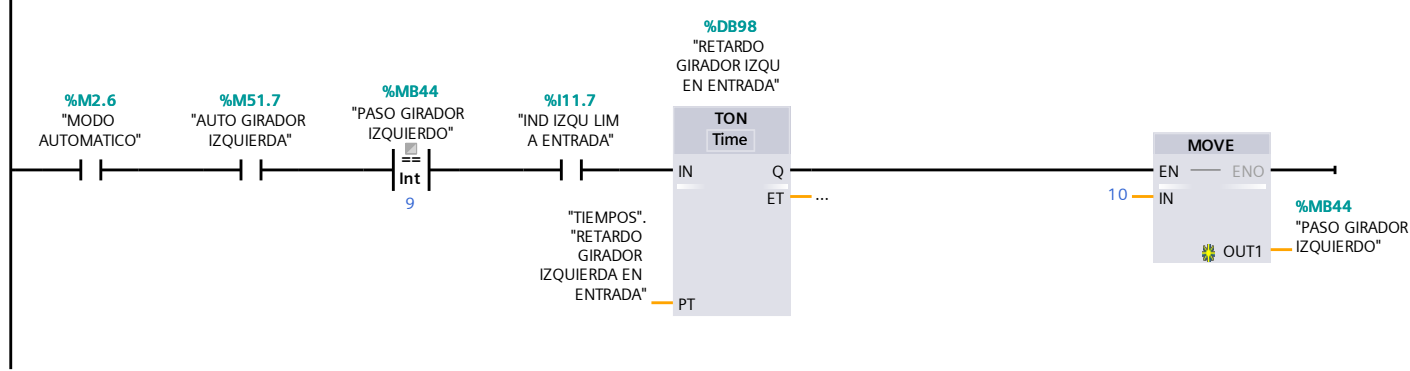 %DB98
"RETARDO
GIRADOR IZQU
EN ENTRADA"
%M2.6
"MODO
AUTOMATICO"
%M51.7
"AUTO GIRADOR
IZQUIERDA"
%MB44
"PASO GIRADOR
IZQUIERDO"
==
Int
9
%I11.7
"IND IZQU LIM
A ENTRADA"
TON
Time
IN
Q
ET
...
"TIEMPOS".
"RETARDO
GIRADOR
IZQUIERDA EN
ENTRADA"
PT
MOVE
EN
ENO
10
IN
OUT1
%MB44
"PASO GIRADOR
IZQUIERDO"